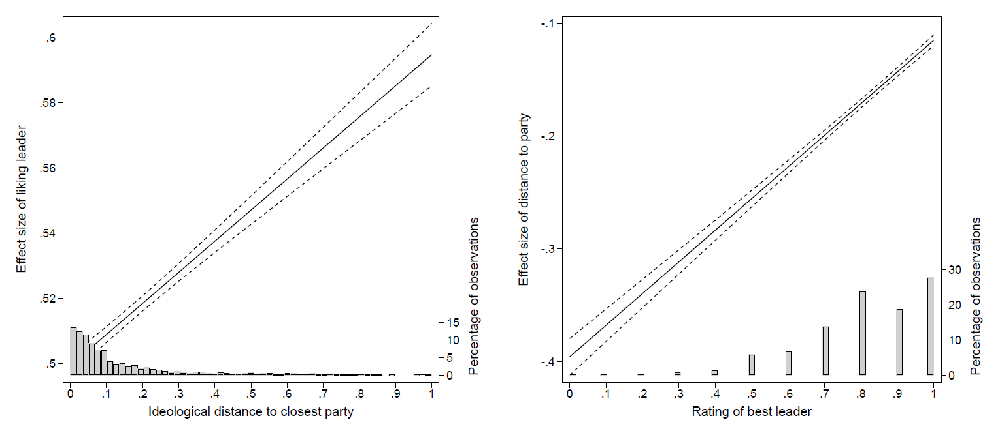 Effect size of liking leader
.6
.58
.56
.54
.52
.5
15
10
5
0
Percentage of observations
0 .1 .2 .3 .4 .5 .6 .7 .8 .9 1
Ideological distance to closest party
Effect size of distance to party
-.1
-.2
-.3
-.4
30
20
10
0
Percentage of observations
0 .1 .2 .3 .4 .5 .6 .7 .8 .9 1
Rating of best leader